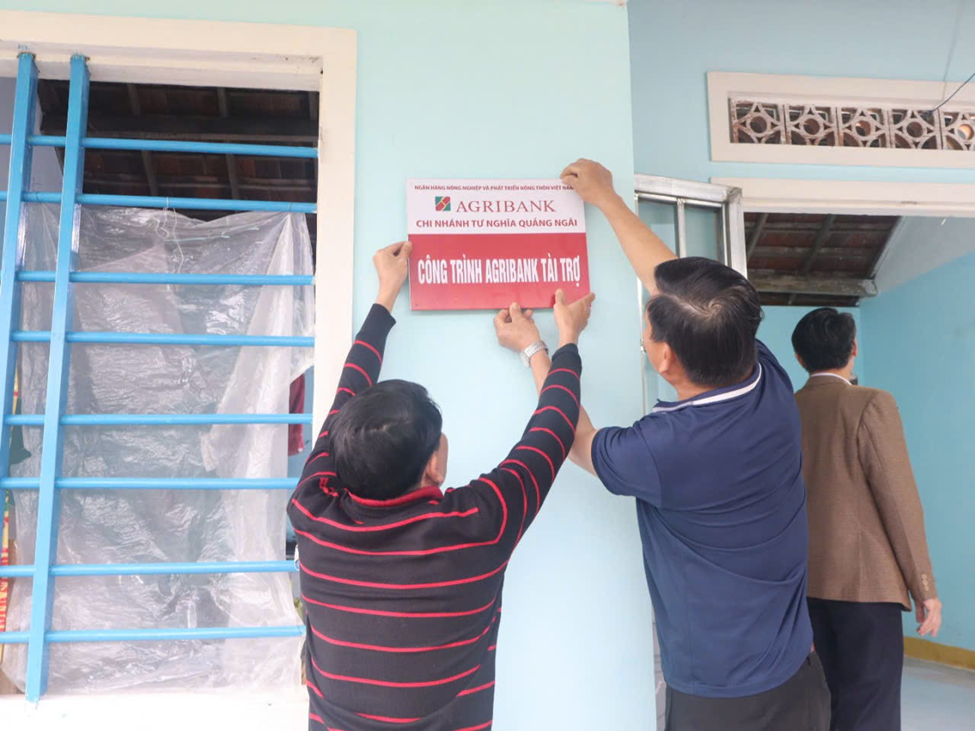 NGÂN HÀNG NÔNG NGHIỆP VÀ PHÁT TRIỂN NÔNG THÔN VIỆT NAM
AGRIBANK
CHI NHÁNH TƯ NGHĨA QUẢNG NGÃI
CÔNG TRÌNH AGRIBANK TÀI TRỢ